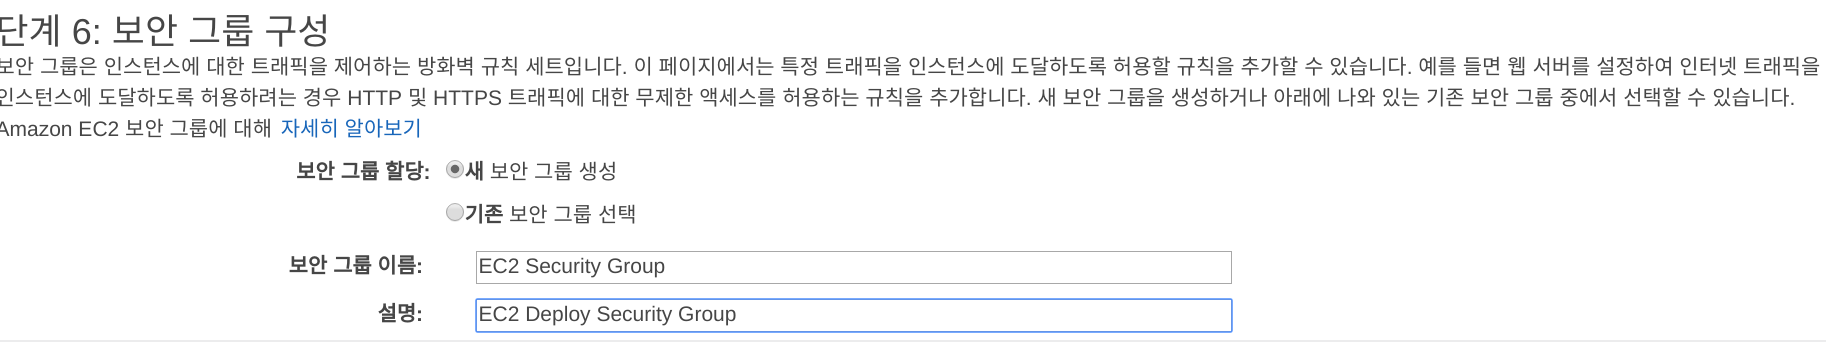 단계 6: 보안 그룹 구성
보안 그룹은 인스턴스에 대한 트래픽을 제어하는 방화벽 규칙 세트입니다. 이 페이지에서는 특정 트래픽을 인스턴스에 도달하도록 허용할 규칙을 추가할 수 있습니다. 예를 들면 웹 서버를 설정하여 인터넷 트래픽을
인스턴스에 도달하도록 허용하려는 경우 HTTP 및 HTTPS 트래픽에 대한 무제한 액세스를 허용하는 규칙을 추가합니다. 새 보안 그룹을 생성하거나 아래에 나와 있는 기존 보안 그룹 중에서 선택할 수 있습니다.
Amazon EC2 보안 그룹에 대해 자세히 알아보기
보안 그룹 할당: 새 보안 그룹 생성
기존 보안 그룹 선택
보안 그룹 이름: EC2 Security Group
설명: EC2 Deploy Security Group